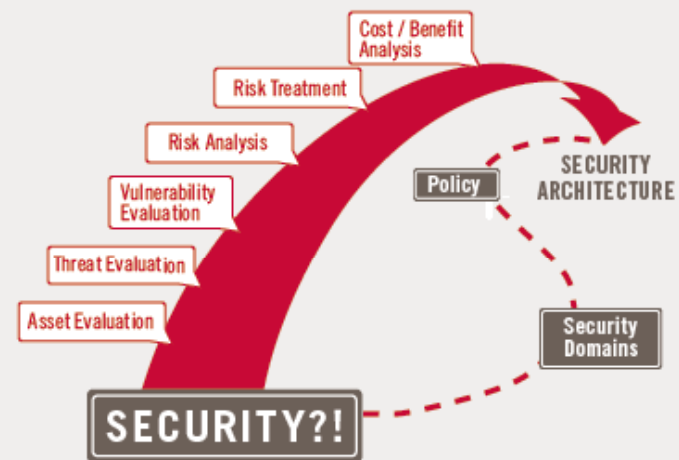 Cost / Benefit
Analysis
Risk Treatment
Risk Analysis
Vulnerability
Evaluation
Threat Evaluation
Asset Evaluation
SECURITY?!
Policy
SECURITY
ARCHITECTURE
Security
Domains